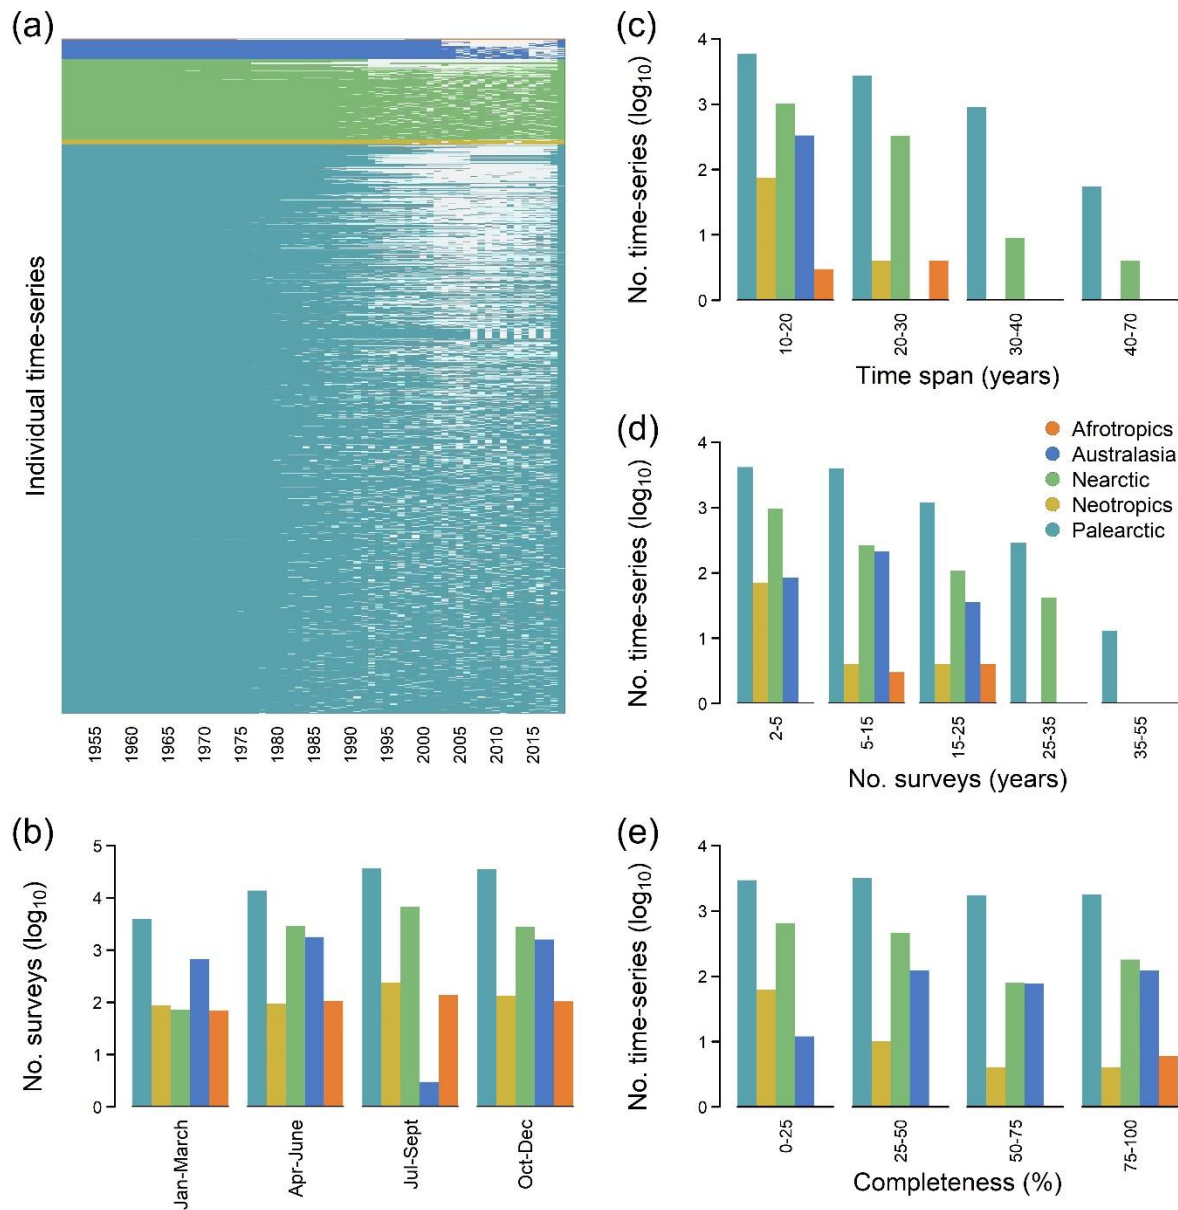 (a)
Individual time-series
1955 1960 1965 1970 1975 1980 1985 1990 1995 2000 2005 2010 2015
(b)
No. surveys (log10)
5
4
3
2
1
0
Jan-March Apr-June Jul-Sept Oct-Dec
(c)
No. time-series (log10)
4
3
2
1
0
10-20 20-30 30-40 40-70
Time span (years)
(d)
No. time-series (log10)
4
3
2
1
0
Afrotropics
Australasia
Nearctic
Neotropics
Palearctic
2-5 5-15 15-25 25-35 35-55
No. surveys (years)
(e)
No. time-series (log10)
4
3
2
1
0
0-25 25-50 50-75 75-100
Completeness (%)